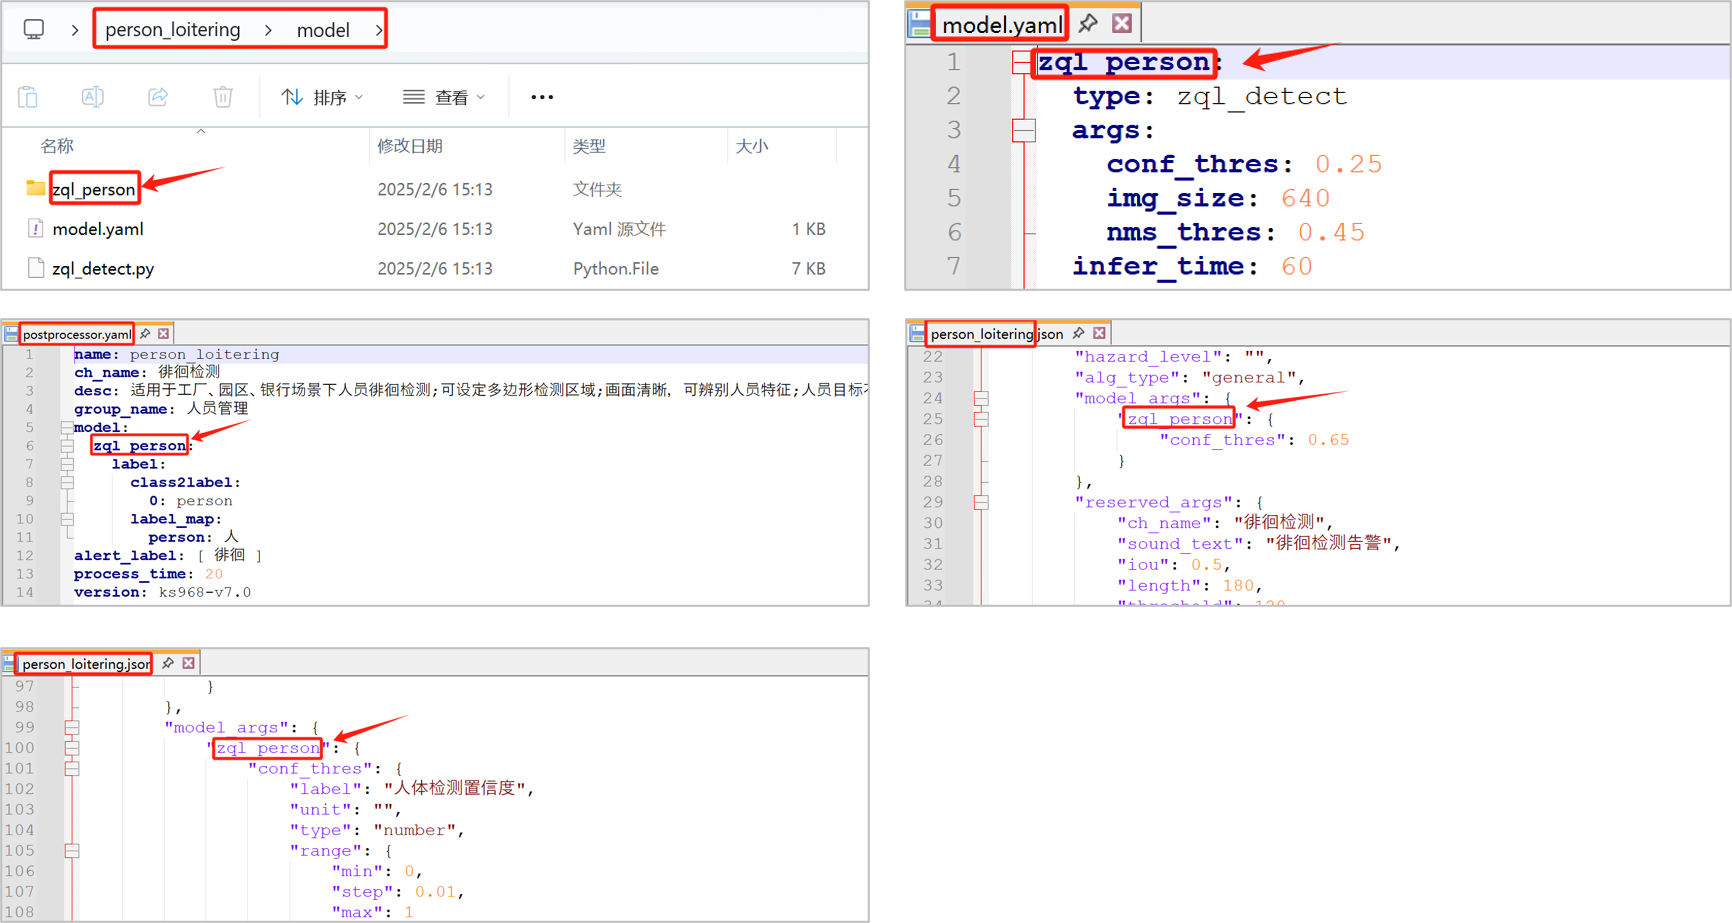 person_loitering > model >
排序 查看 •••
名称 修改日期 类型 大小
zql_person 2025/2/6 15:13 文件夹
model.yaml 2025/2/6 15:13 Yaml 源文件 1 KB
zql_detect.py 2025/2/6 15:13 Python.File 7 KB
model.yaml
1 zql_person:
2 type: zql_detect
3 args:
4 conf_thres: 0.25
5 img_size: 640
6 nms_thres: 0.45
7 infer_time: 60
postprocessor.yaml
1 name: person_loitering
2 ch_name: 徘徊检测
3 desc: 适用于工厂、园区、银行场景下人员徘徊检测;可设定多边形检测区域;画面清晰，可辨别人员特征;人员目标
4 group_name: 人员管理
5 model:
6 zql_person:
7 label:
8 class2label:
9 0: person
10 label_map:
11 person: 人
12 alert_label: [ 徘徊 ]
13 process_time: 20
14 version: ks968-v7.0
person_loitering.json
22 "hazard_level": "",
23 "alg_type": "general",
24 "model_args": {
25 "zql_person": {
26 "conf_thres": 0.65
27 }
28 },
29 "reserved_args": {
30 "ch_name": "徘徊检测",
31 "sound_text": "徘徊检测告警",
32 "iou": 0.5,
33 "length": 180,
34 "threshold": 120
person_loitering.json
97 }
98 },
99 "model_args": {
100 "zql_person": {
101 "conf_thres": {
102 "label": "人体检测置信度",
103 "unit": "",
104 "type": "number",
105 "range": {
106 "min": 0,
107 "step": 0.01,
108 "max": 1